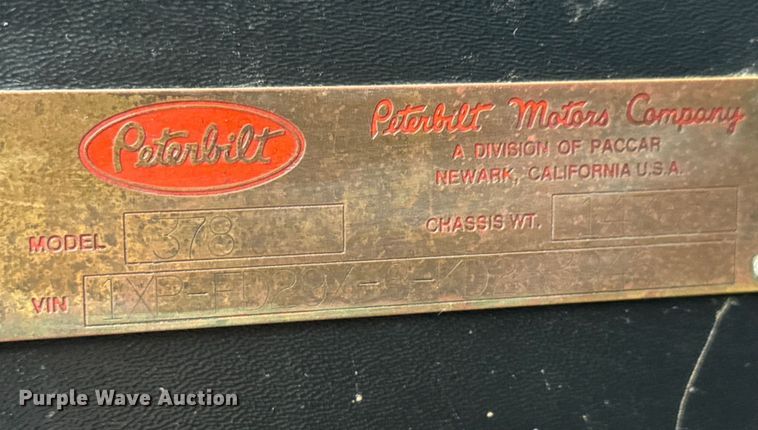 Peterbilt
Peterbilt Motors Company
A DIVISION OF PACCAR
NEWARK, CALIFORNIA U.S.A.
MODEL 378
CHASSIS WT.
VIN
Purple Wave Auction